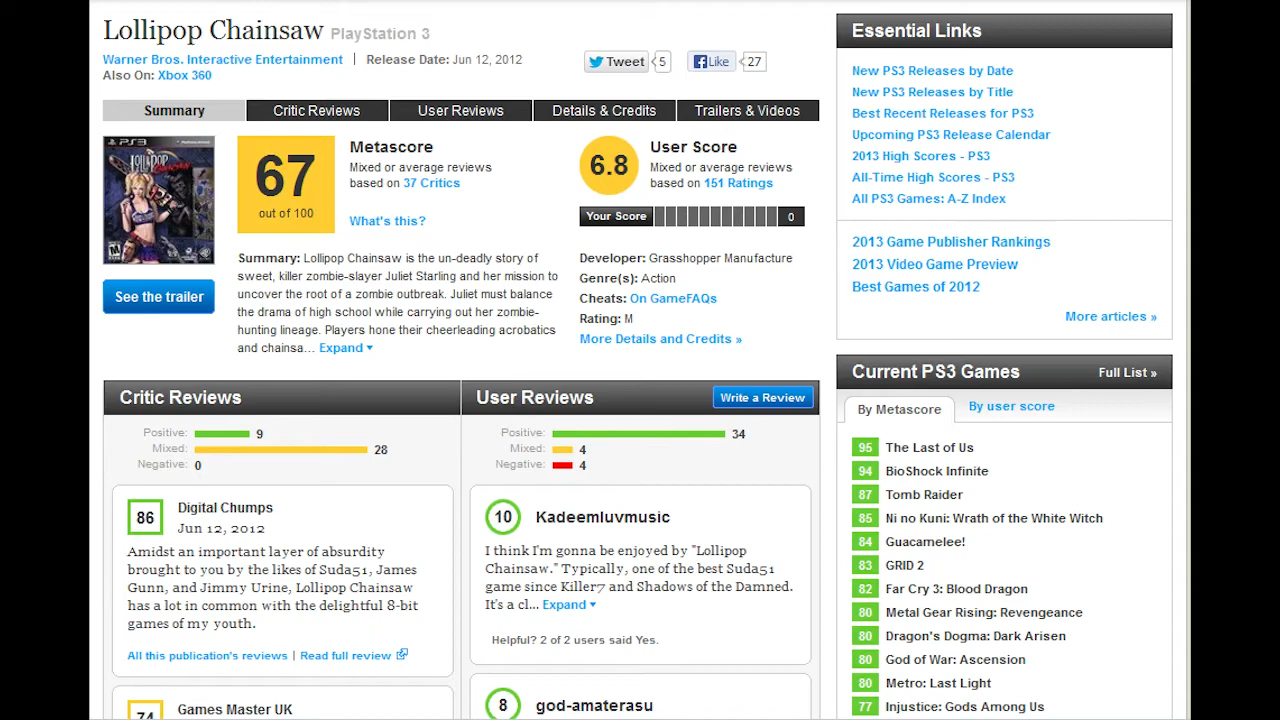 Lollipop Chainsaw PlayStation 3
Warner Bros. Interactive Entertainment | Release Date: Jun 12, 2012
Also On: Xbox 360
Tweet 5
Like 27
Summary Critic Reviews User Reviews Details & Credits Trailers & Videos
PS3
LOLLIPOP
CHAINSAW
M
See the trailer
67
out of 100
Metascore
Mixed or average reviews
based on 37 Critics
What's this?
6.8
User Score
Mixed or average reviews
based on 151 Ratings
Your Score 0
Summary: Lollipop Chainsaw is the un-deadly story of
sweet, killer zombie-slayer Juliet Starling and her mission to
uncover the root of a zombie outbreak. Juliet must balance
the drama of high school while carrying out her zombie-
hunting lineage. Players hone their cheerleading acrobatics
and chainsa... Expand
Developer: Grasshopper Manufacture
Genre(s): Action
Cheats: On GameFAQs
Rating: M
More Details and Credits »
Critic Reviews
Positive: 9
Mixed: 28
Negative: 0
86
Digital Chumps
Jun 12, 2012
Amidst an important layer of absurdity
brought to you by the likes of Suda51, James
Gunn, and Jimmy Urine, Lollipop Chainsaw
has a lot in common with the delightful 8-bit
games of my youth.
All this publication's reviews | Read full review
74
Games Master UK
User Reviews
Write a Review
Positive: 34
Mixed: 4
Negative: 4
10
Kadeemluvmusic
I think I'm gonna be enjoyed by "Lollipop
Chainsaw." Typically, one of the best Suda51
game since Killer7 and Shadows of the Damned.
It's a cl... Expand
Helpful? 2 of 2 users said Yes.
8
god-amaterasu
Essential Links
New PS3 Releases by Date
New PS3 Releases by Title
Best Recent Releases for PS3
Upcoming PS3 Release Calendar
2013 High Scores - PS3
All-Time High Scores - PS3
All PS3 Games: A-Z Index
2013 Game Publisher Rankings
2013 Video Game Preview
Best Games of 2012
More articles »
Current PS3 Games Full List »
By Metascore By user score
95 The Last of Us
94 BioShock Infinite
87 Tomb Raider
85 Ni no Kuni: Wrath of the White Witch
84 Guacamelee!
83 GRID 2
82 Far Cry 3: Blood Dragon
80 Metal Gear Rising: Revengeance
80 Dragon's Dogma: Dark Arisen
80 God of War: Ascension
80 Metro: Last Light
77 Injustice: Gods Among Us